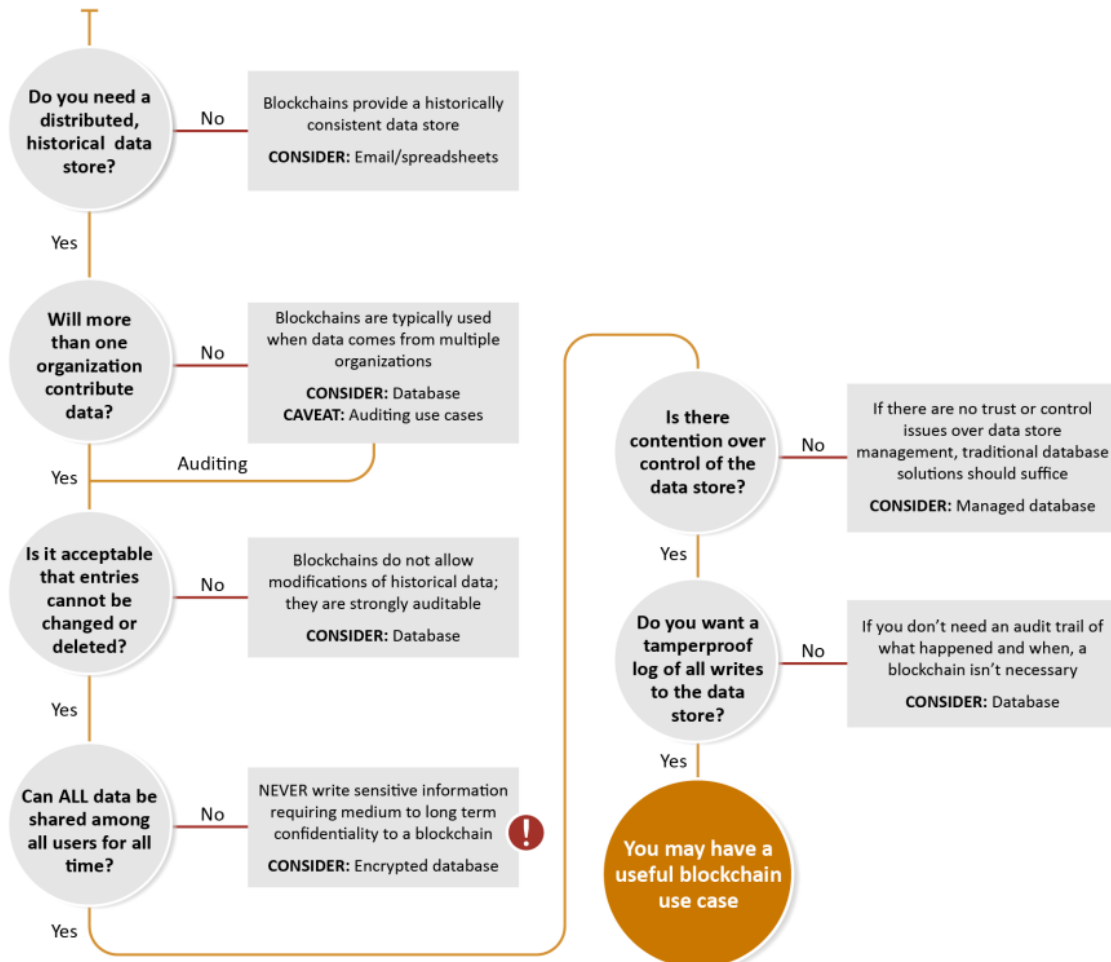 Do you need a
distributed,
historical data
store?
No
Blockchains provide a historically
consistent data store
CONSIDER: Email/spreadsheets
Yes
Will more
than one
organization
contribute
data?
No
Blockchains are typically used
when data comes from multiple
organizations
CONSIDER: Database
CAVEAT: Auditing use cases
Auditing
Yes
Is it acceptable
that entries
cannot be
changed or
deleted?
No
Blockchains do not allow
modifications of historical data;
they are strongly auditable
CONSIDER: Database
Yes
Can ALL data be
shared among
all users for all
time?
No
NEVER write sensitive information
requiring medium to long term
confidentiality to a blockchain
CONSIDER: Encrypted database
!
Yes
Is there
contention over
control of the
data store?
No
If there are no trust or control
issues over data store
management, traditional database
solutions should suffice
CONSIDER: Managed database
Yes
Do you want a
tamperproof
log of all writes
to the data
store?
No
If you don’t need an audit trail of
what happened and when, a
blockchain isn’t necessary
CONSIDER: Database
Yes
You may have a
useful blockchain
use case